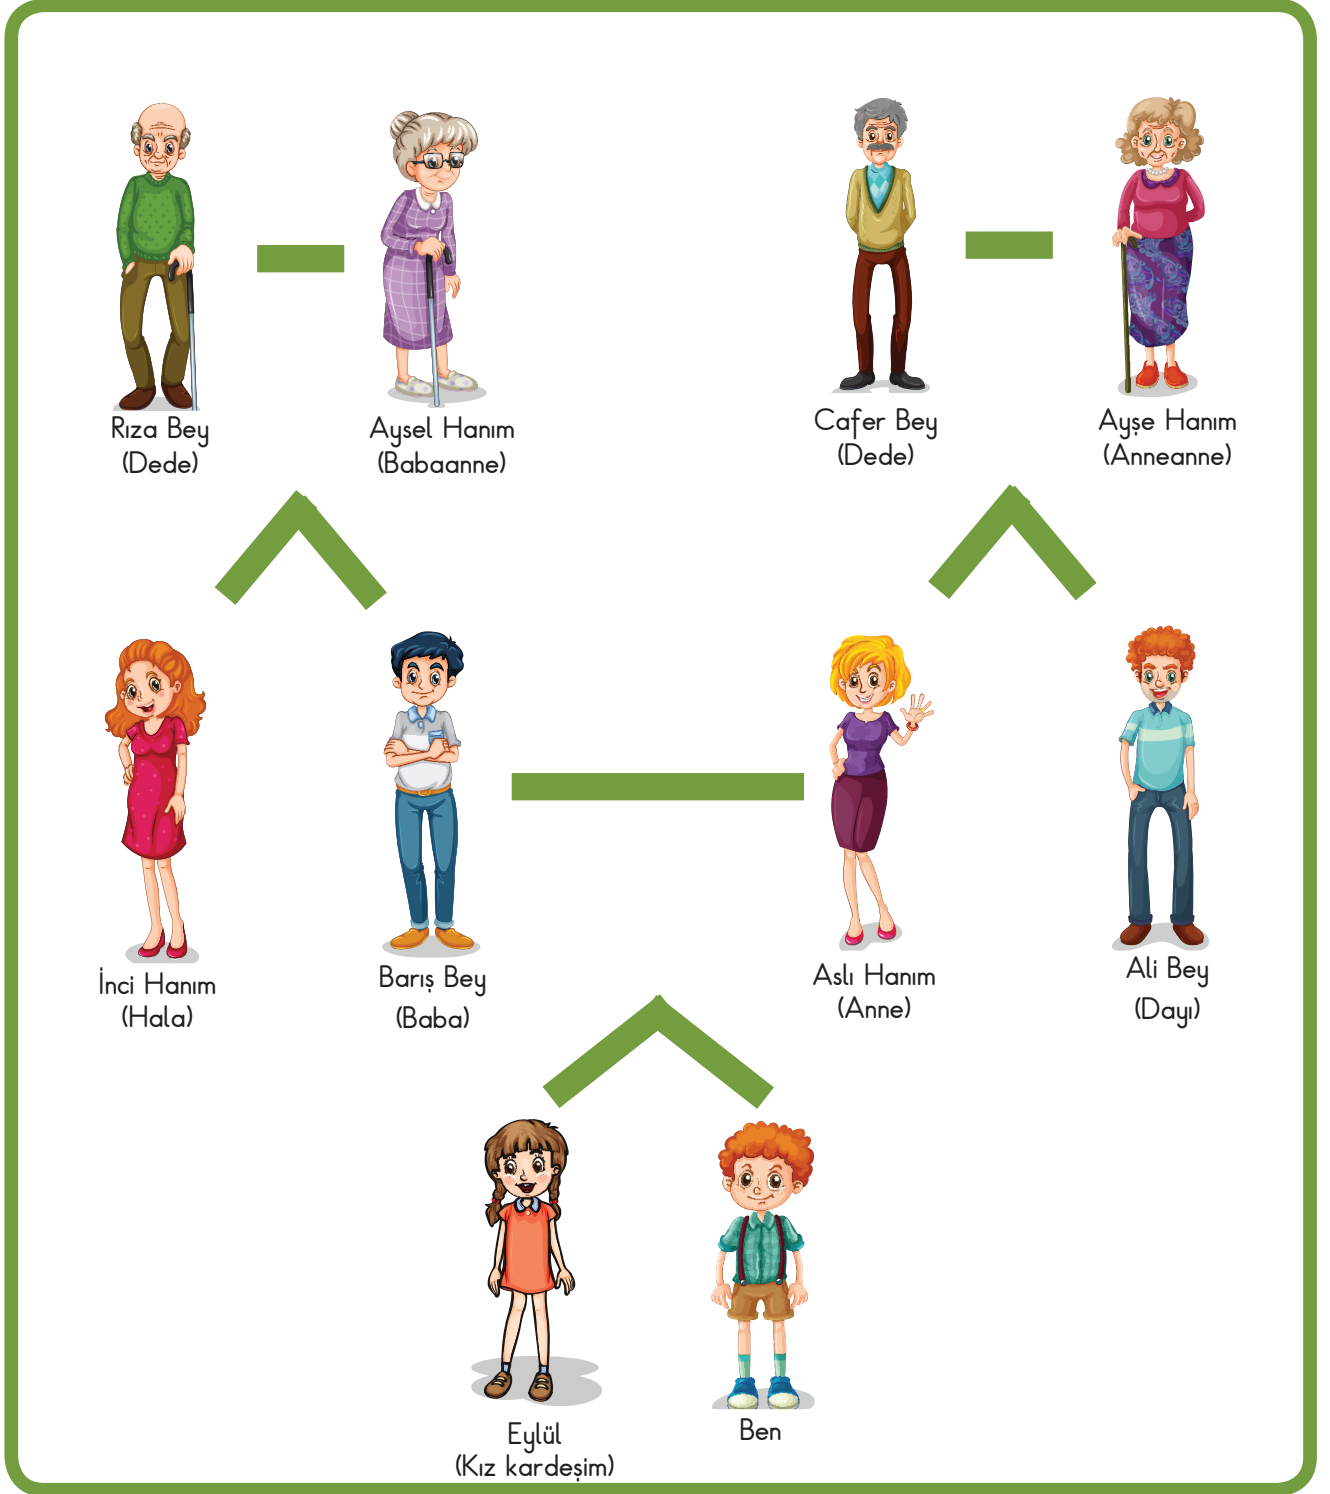 Rıza Bey
(Dede)
Aysel Hanım
(Babaanne)
Cafer Bey
(Dede)
Ayşe Hanım
(Anneanne)
İnci Hanım
(Hala)
Barış Bey
(Baba)
Aslı Hanım
(Anne)
Ali Bey
(Dayı)
Eylül
(Kız kardeşim)
Ben